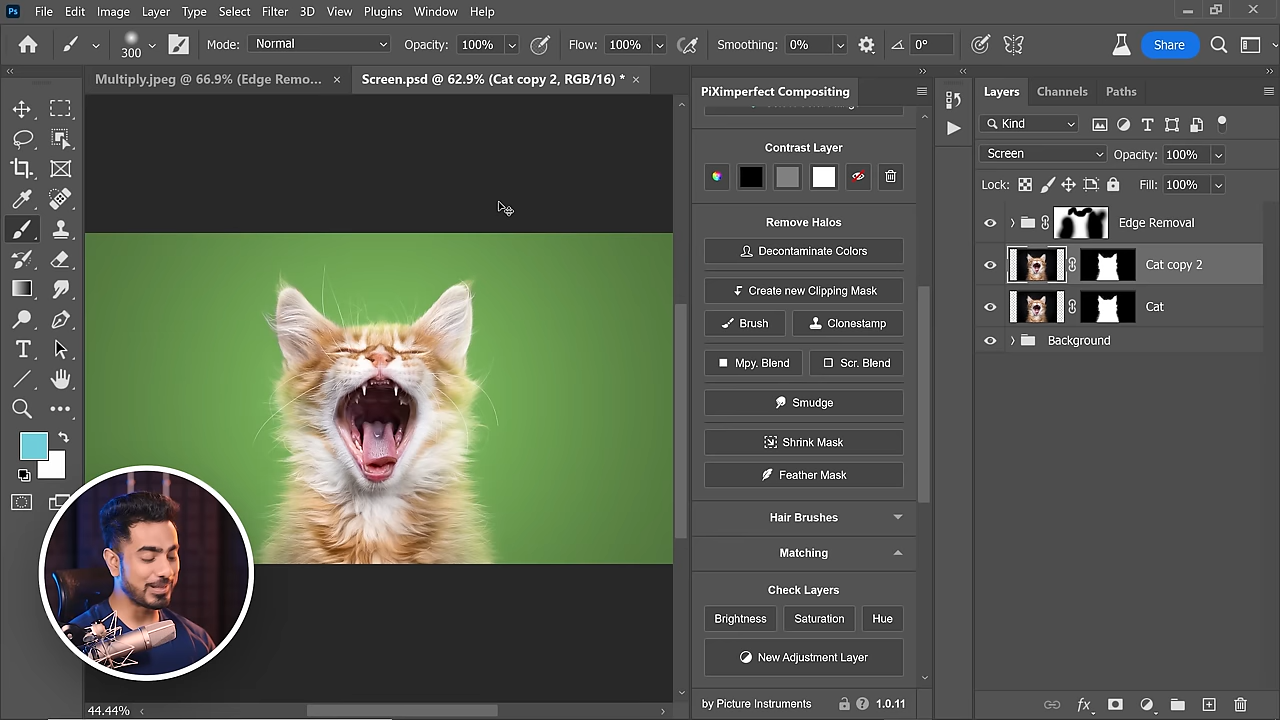 Ps File Edit Image Layer Type Select Filter 3D View Plugins Window Help
300 Mode: Normal Opacity: 100% Flow: 100% Smoothing: 0% 0° Share
Multiply.jpeg @ 66.9% (Edge Remo... × Screen.psd @ 62.9% (Cat copy 2, RGB/16) * ×
PiXimperfect Compositing
Contrast Layer
Remove Halos
Decontaminate Colors
Create new Clipping Mask
Brush Clonestamp
Mpy. Blend Scr. Blend
Smudge
Shrink Mask
Feather Mask
Hair Brushes
Matching
Check Layers
Brightness Saturation Hue
New Adjustment Layer
by Picture Instruments 1.0.11
Layers Channels Paths
Kind
Screen Opacity: 100%
Lock: Fill: 100%
Edge Removal
Cat copy 2
Cat
Background
44.44%
fx